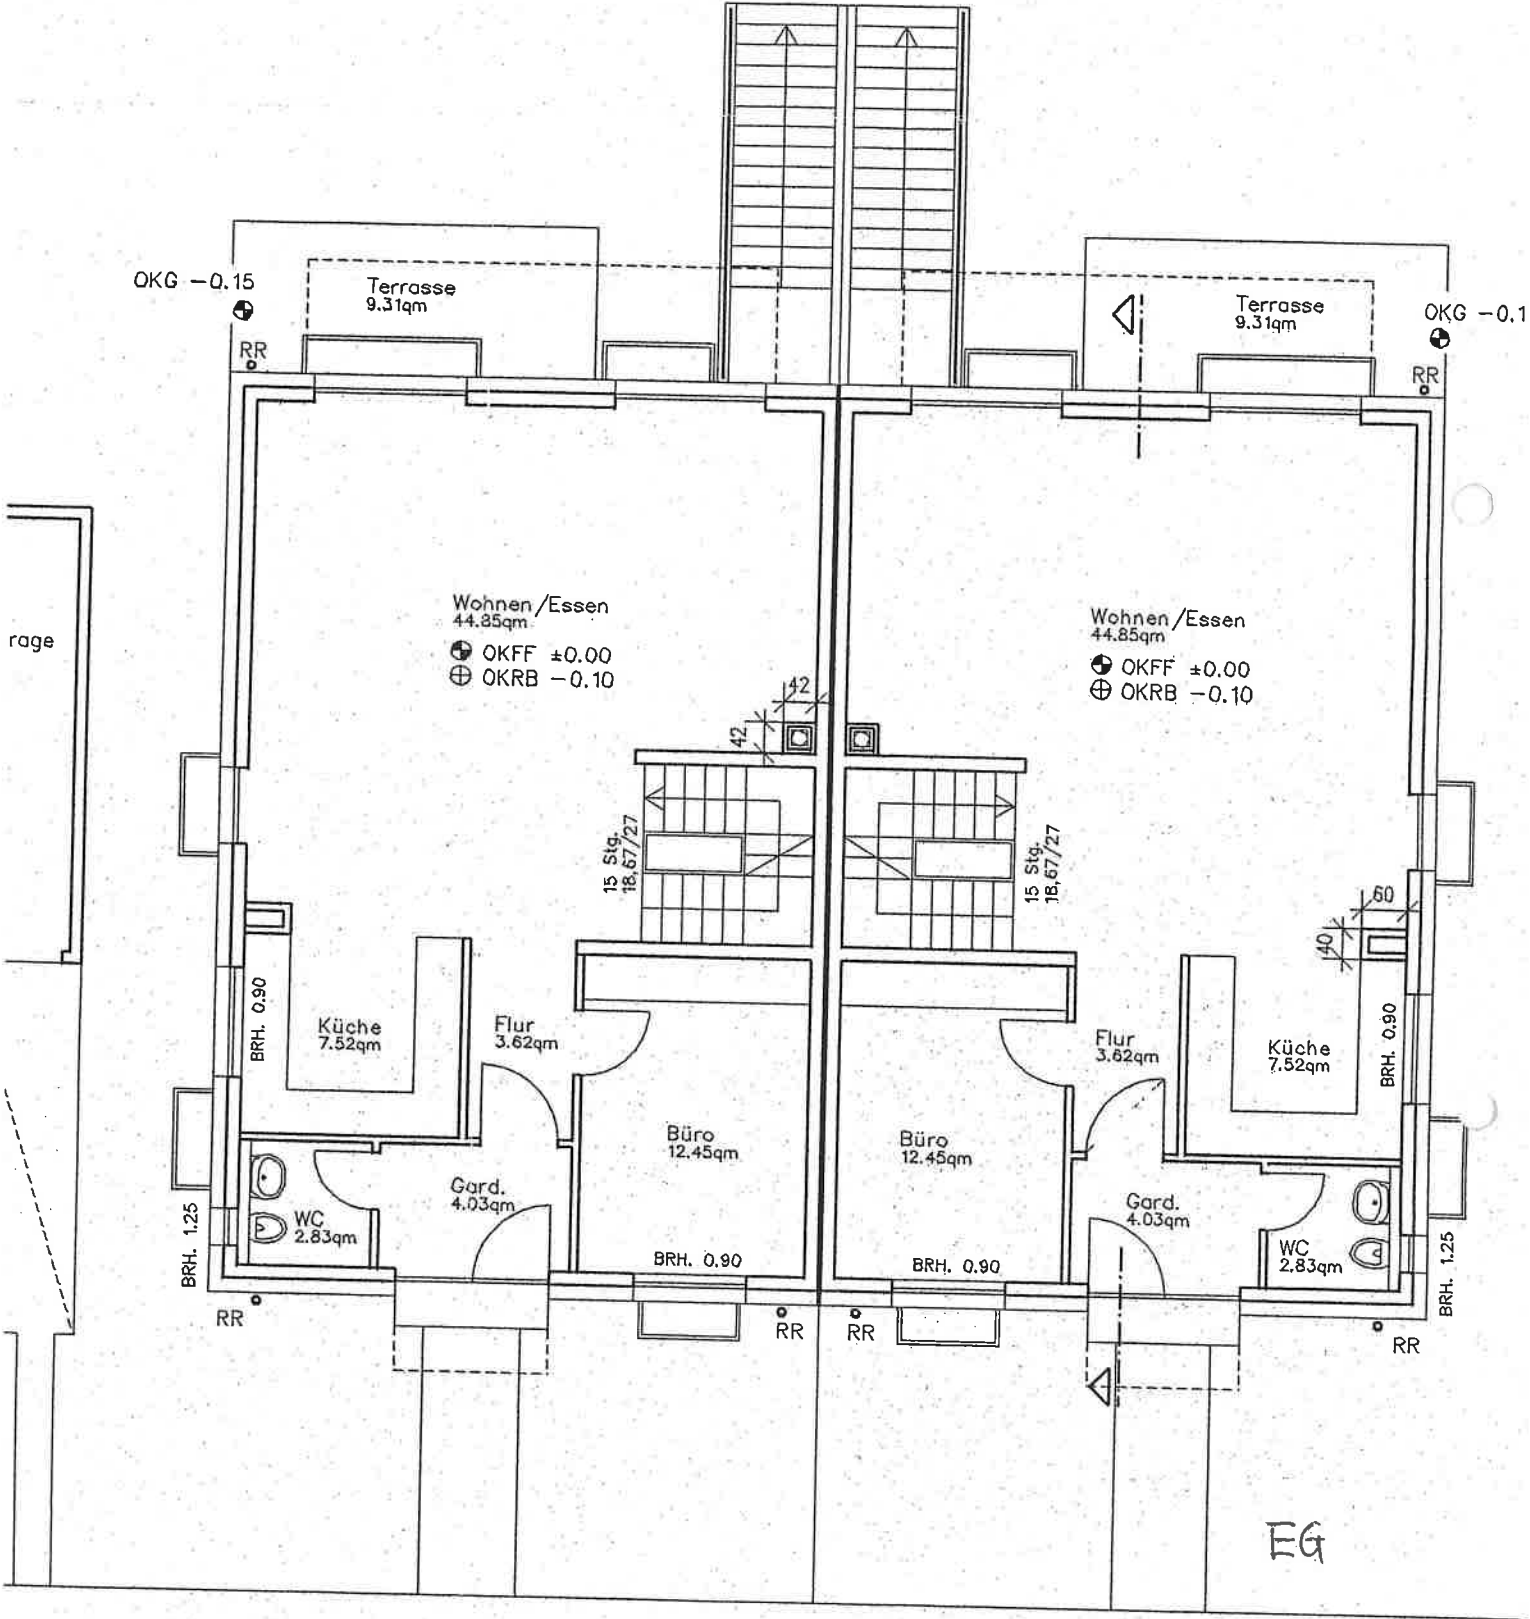 OKG -0.15
Terrasse
9.31qm
RR
Terrasse
9.31qm
OKG -0.1
RR
rage
Wohnen/Essen
44.85qm
OKFF ±0.00
OKRB -0.10
Wohnen/Essen
44.85qm
OKFF ±0.00
OKRB -0.10
42
42
15 Stg.
18,67/27
15 Stg.
18,67/27
60
40
BRH. 0.90
Küche
7.52qm
Flur
3.62qm
Flur
3.62qm
Küche
7.52qm
BRH. 0.90
Büro
12.45qm
Büro
12.45qm
Gard.
4.03qm
Gard.
4.03qm
WC
2.83qm
WC
2.83qm
BRH. 1.25
BRH. 0.90
BRH. 0.90
BRH. 1.25
RR
RR
RR
RR
EG